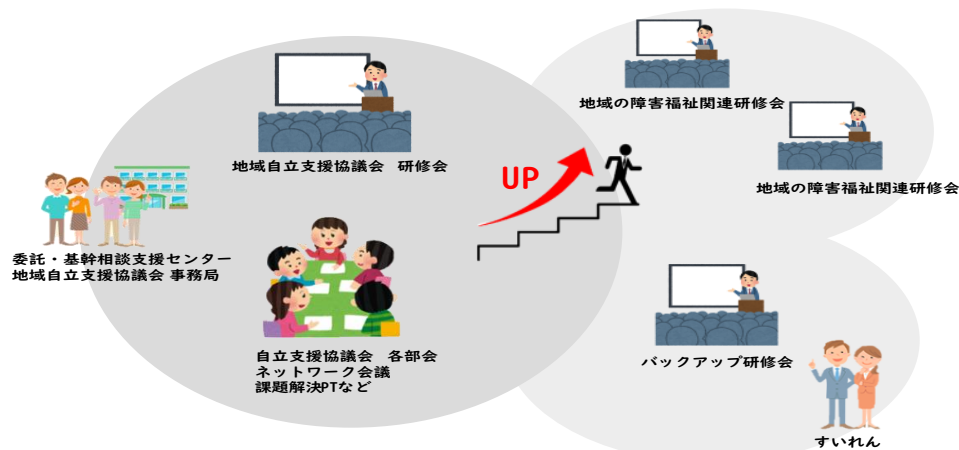 地域の障害福祉関連研修会
地域自立支援協議会 研修会
UP
地域の障害福祉関連研修会
委託・基幹相談支援センター
地域自立支援協議会 事務局
自立支援協議会 各部会
ネットワーク会議
課題解決PTなど
バックアップ研修会
すいれん